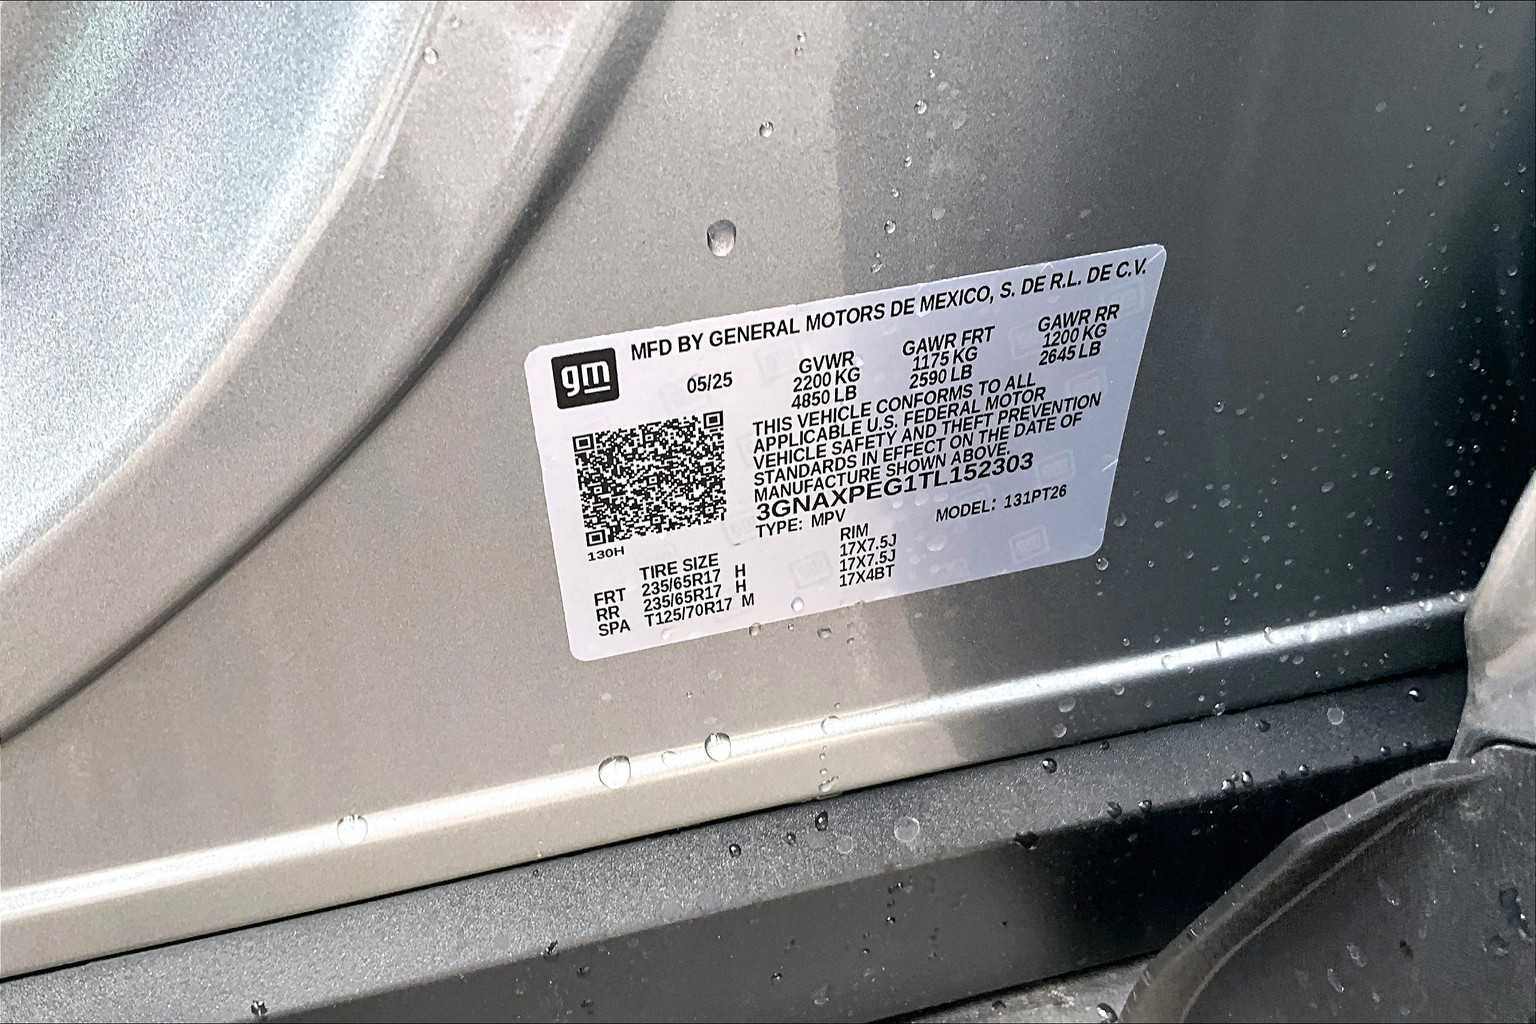 MFD BY GENERAL MOTORS DE MEXICO, S. DE R.L. DE C.V.
gm
05/25
GVWR GAWR FRT GAWR RR
2200 KG 1175 KG 1200 KG
4850 LB 2590 LB 2645 LB
THIS VEHICLE CONFORMS TO ALL
APPLICABLE U.S. FEDERAL MOTOR
VEHICLE SAFETY AND THEFT PREVENTION
STANDARDS IN EFFECT ON THE DATE OF
MANUFACTURE SHOWN ABOVE.
3GNAXPEG1TL152303
TYPE: MPV MODEL: 131PT26
130H
TIRE SIZE RIM
FRT 235/65R17 H 17X7.5J
RR 235/65R17 H 17X7.5J
SPA T125/70R17 M 17X4BT